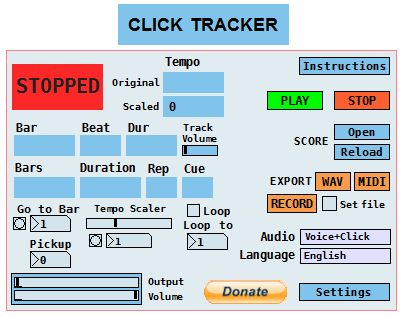 CLICK TRACKER
Tempo
Instructions
STOPPED
Original
Scaled 0
PLAY STOP
Bar Beat Dur Track Volume
SCORE Open
Reload
Bars Duration Rep Cue
EXPORT WAV MIDI
RECORD Set file
Go to Bar Tempo Scaler Loop
1 1 Loop to
1
Pickup
0
Audio Voice+Click
Language English
Output
Volume
Donate
Settings